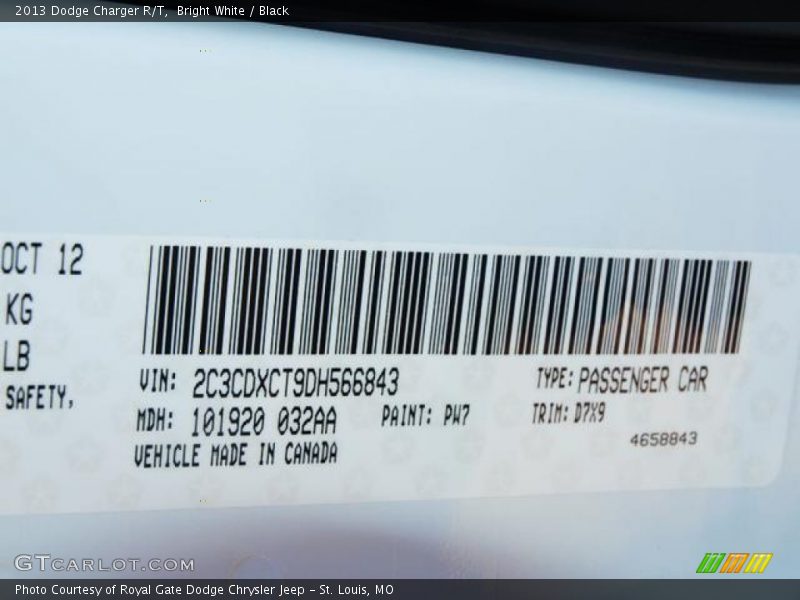 2013 Dodge Charger R/T, Bright White / Black
OCT 12
KG
LB
SAFETY,
VIN: 2C3CDXCT9DH566843
TYPE: PASSENGER CAR
MDH: 101920 032AA
PAINT: PW7
TRIM: D7X9
VEHICLE MADE IN CANADA
4658843
GTCARLOT.COM
Photo Courtesy of Royal Gate Dodge Chrysler Jeep - St. Louis, MO